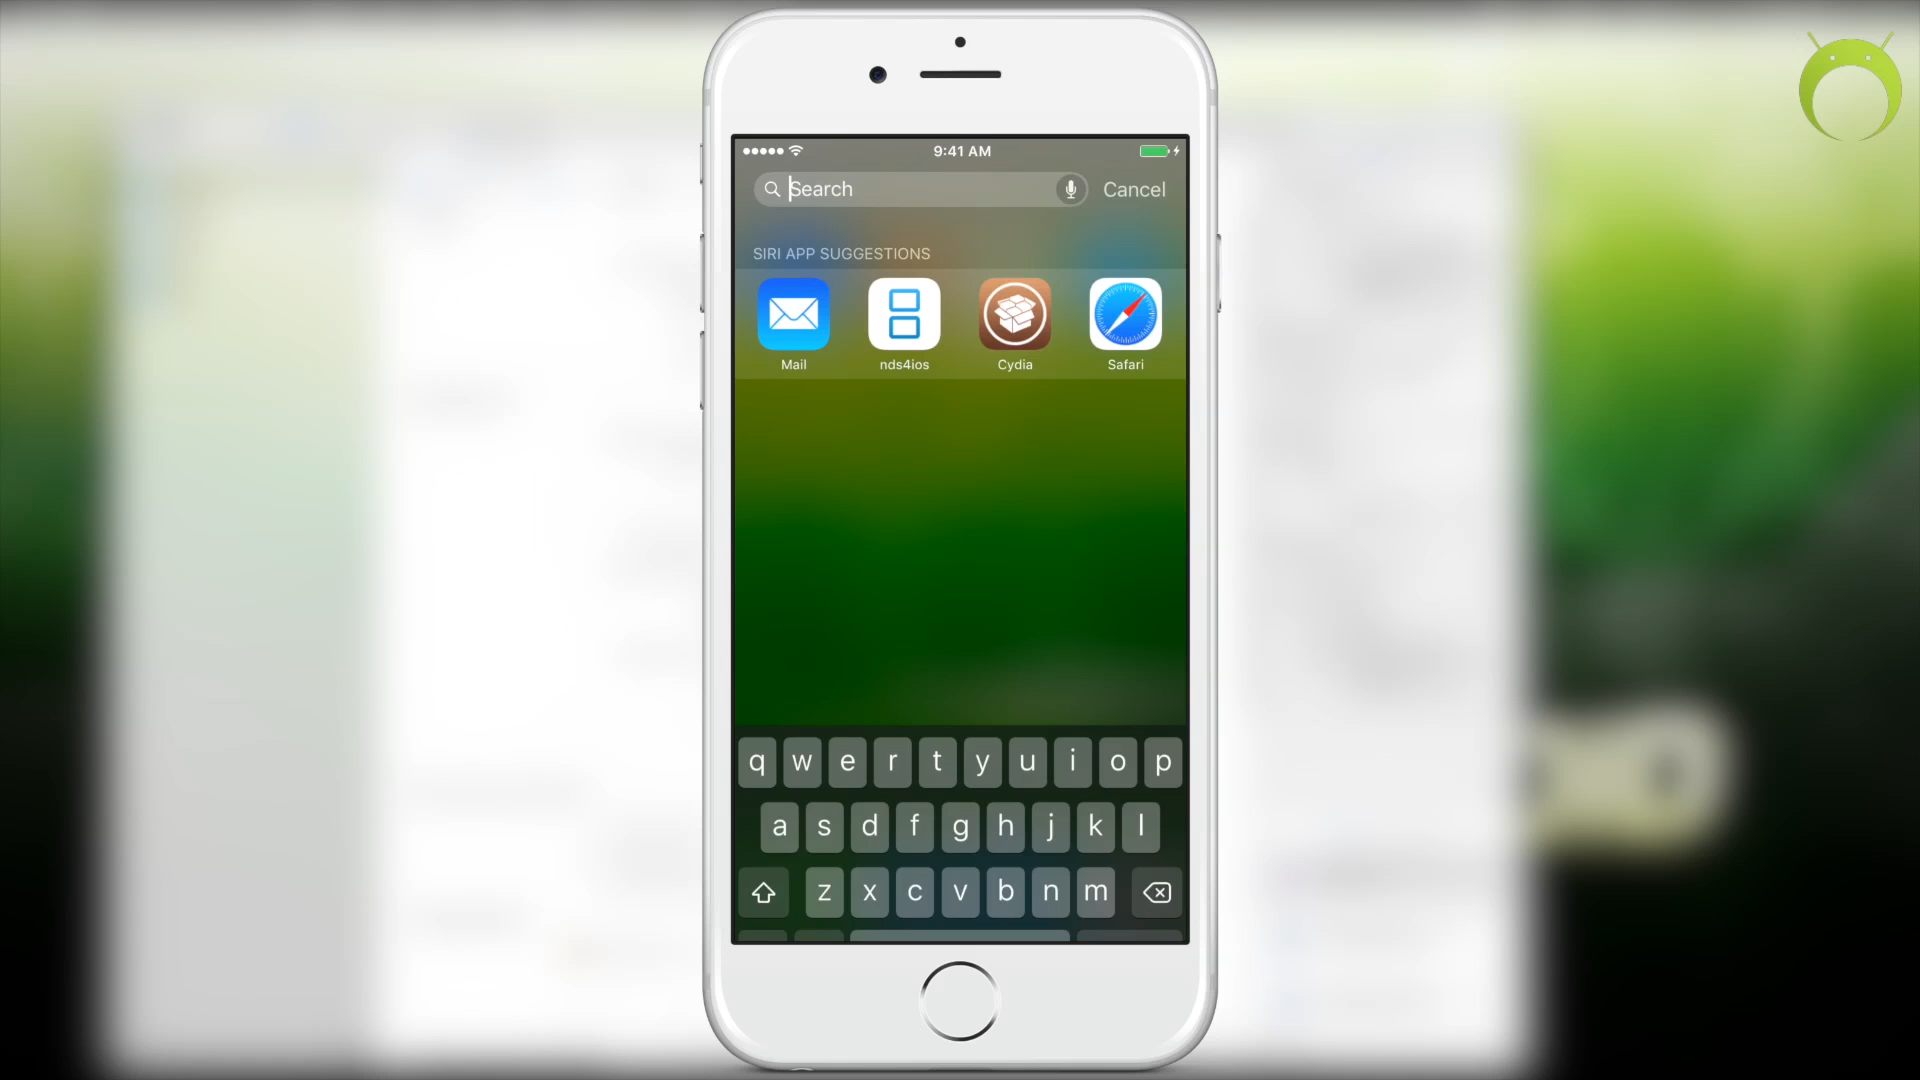 9:41 AM
Search Cancel
SIRI APP SUGGESTIONS
Mail nds4ios Cydia Safari
q w e r t y u i o p
a s d f g h j k l
z x c v b n m